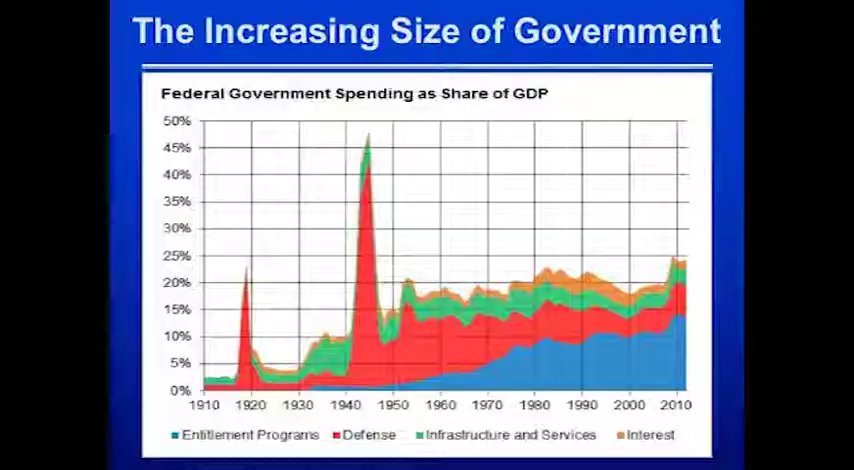 The Increasing Size of Government
Federal Government Spending as Share of GDP
50%
45%
40%
35%
30%
25%
20%
15%
10%
5%
0%
1910 1920 1930 1940 1950 1960 1970 1980 1990 2000 2010
Entitlement Programs Defense Infrastructure and Services Interest